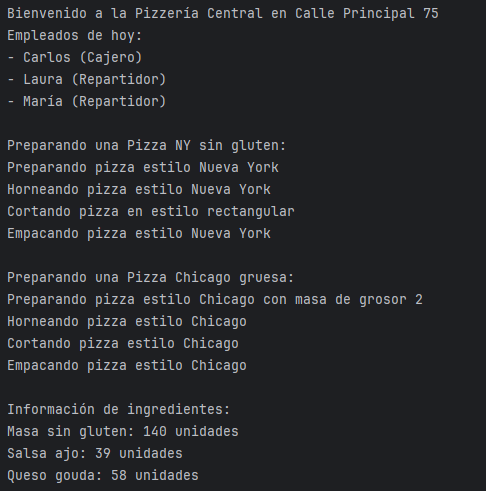 Bienvenido a la Pizzería Central en Calle Principal 75
Empleados de hoy:
- Carlos (Cajero)
- Laura (Repartidor)
- María (Repartidor)
Preparando una Pizza NY sin gluten:
Preparando pizza estilo Nueva York
Horneando pizza estilo Nueva York
Cortando pizza en estilo rectangular
Empacando pizza estilo Nueva York
Preparando una Pizza Chicago gruesa:
Preparando pizza estilo Chicago con masa de grosor 2
Horneando pizza estilo Chicago
Cortando pizza estilo Chicago
Empacando pizza estilo Chicago
Información de ingredientes:
Masa sin gluten: 140 unidades
Salsa ajo: 39 unidades
Queso gouda: 58 unidades